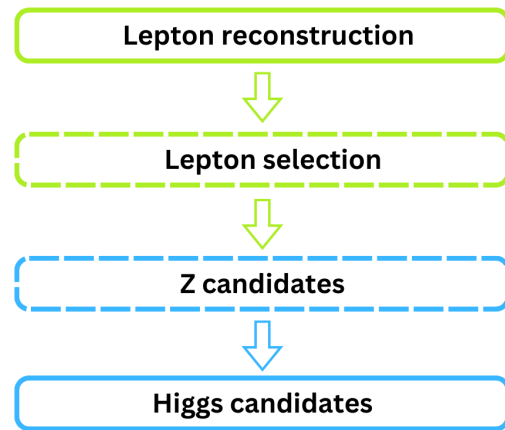 Lepton reconstruction
Lepton selection
Z candidates
Higgs candidates